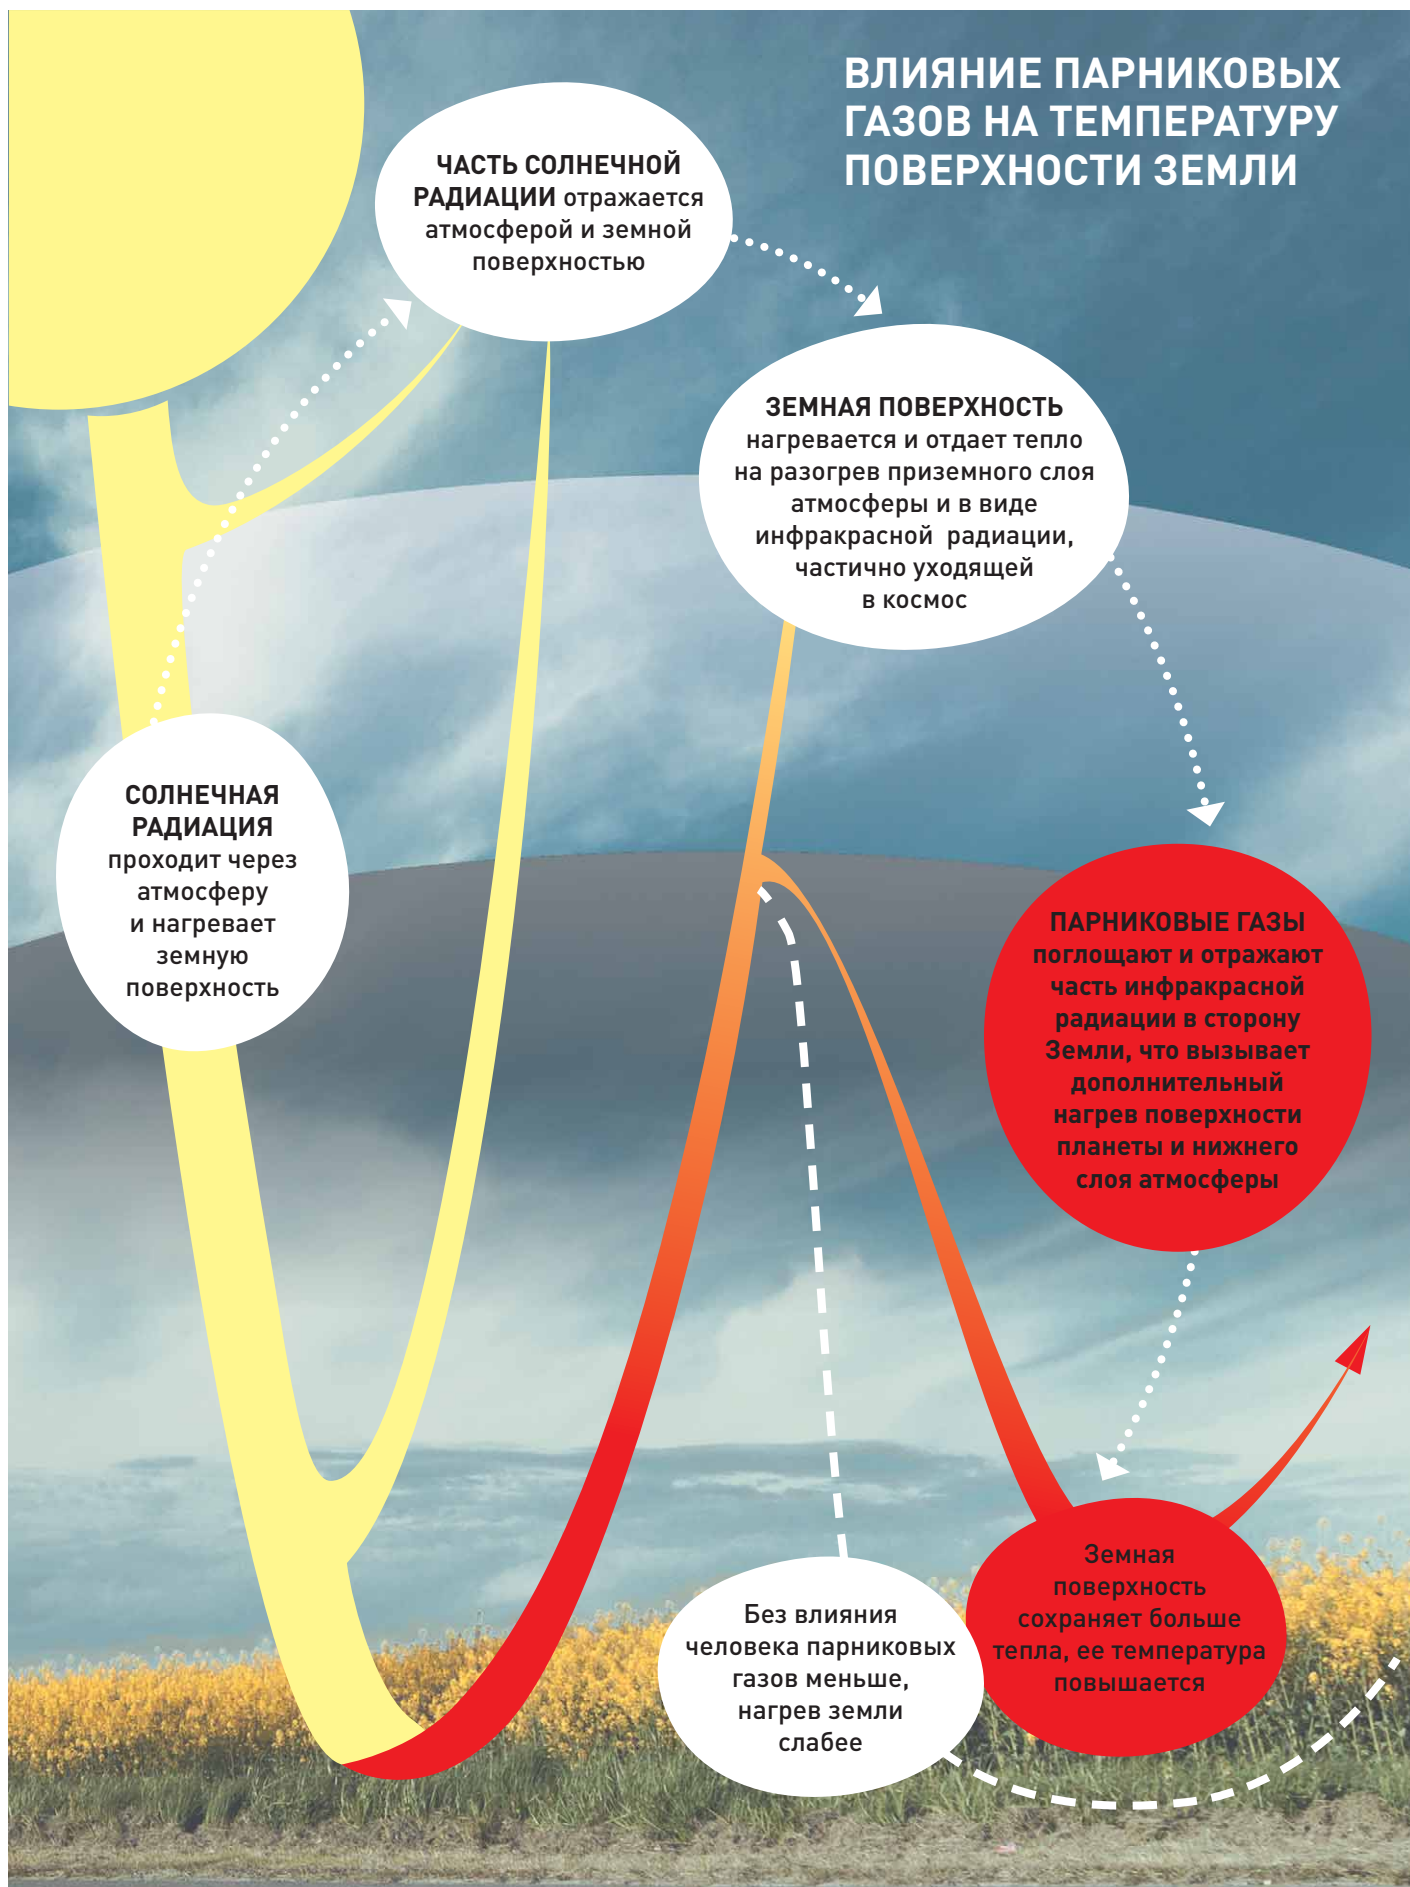 ВЛИЯНИЕ ПАРНИКОВЫХ
ГАЗОВ НА ТЕМПЕРАТУРУ
ПОВЕРХНОСТИ ЗЕМЛИ
ЧАСТЬ СОЛНЕЧНОЙ
РАДИАЦИИ отражается
атмосферой и земной
поверхностью
ЗЕМНАЯ ПОВЕРХНОСТЬ
нагревается и отдает тепло
на разогрев приземного слоя
атмосферы и в виде
инфракрасной радиации,
частично уходящей
в космос
СОЛНЕЧНАЯ
РАДИАЦИЯ
проходит через
атмосферу
и нагревает
земную
поверхность
ПАРНИКОВЫЕ ГАЗЫ
поглощают и отражают
часть инфракрасной
радиации в сторону
Земли, что вызывает
дополнительный
нагрев поверхности
планеты и нижнего
слоя атмосферы
Земная
поверхность
сохраняет больше
тепла, ее температура
повышается
Без влияния
человека парниковых
газов меньше,
нагрев земли
слабее